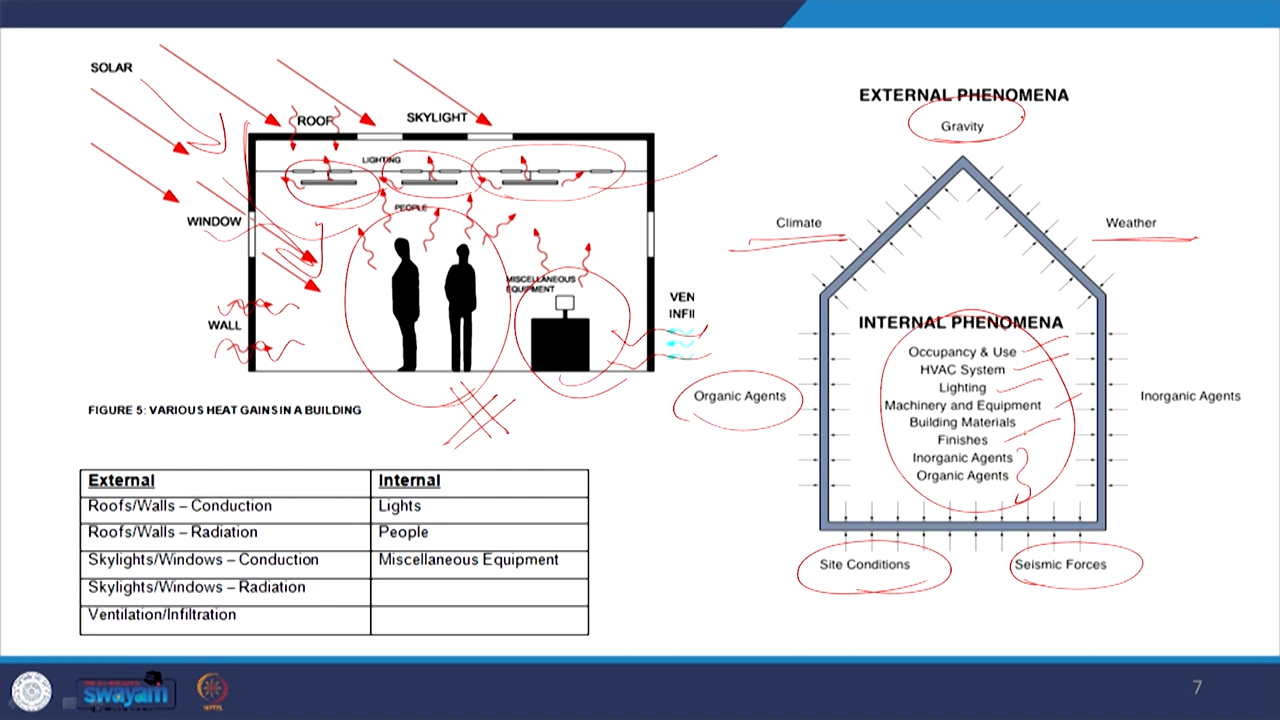 SOLAR
ROOF
SKYLIGHT
LIGHTING
PEOPLE
WINDOW
MISCELLANEOUS
EQUIPMENT
WALL
VEN
INFI
FIGURE 5: VARIOUS HEAT GAINS IN A BUILDING
External Internal
Roofs/Walls – Conduction Lights
Roofs/Walls – Radiation People
Skylights/Windows – Conduction Miscellaneous Equipment
Skylights/Windows – Radiation
Ventilation/Infiltration
EXTERNAL PHENOMENA
Gravity
Climate
Weather
INTERNAL PHENOMENA
Occupancy & Use
HVAC System
Lighting
Machinery and Equipment
Building Materials
Finishes
Inorganic Agents
Organic Agents
Organic Agents
Inorganic Agents
Site Conditions
Seismic Forces
swayam
7